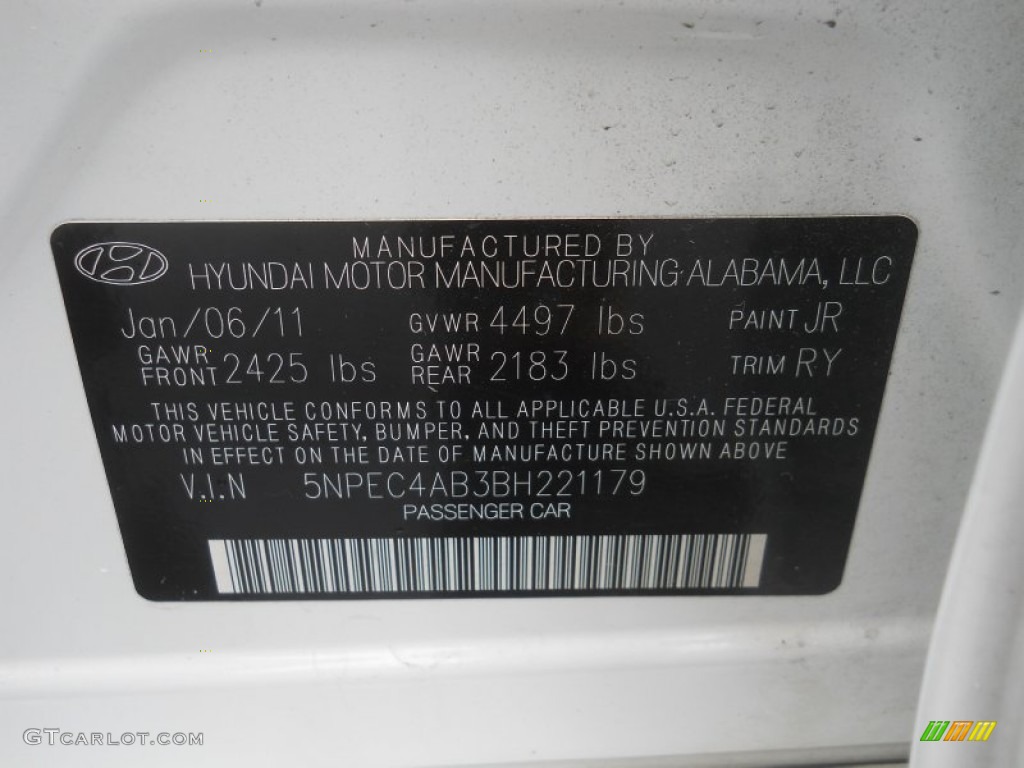 MANUFACTURED BY
HYUNDAI MOTOR MANUFACTURING ALABAMA, LLC
Jan/06/11 GVWR 4497 lbs PAINT JR
GAWR FRONT 2425 lbs GAWR REAR 2183 lbs TRIM RY
THIS VEHICLE CONFORMS TO ALL APPLICABLE U.S.A. FEDERAL
MOTOR VEHICLE SAFETY, BUMPER, AND THEFT PREVENTION STANDARDS
IN EFFECT ON THE DATE OF MANUFACTURE SHOWN ABOVE
V.I.N 5NPEC4AB3BH221179
PASSENGER CAR
GTCARLOT.COM